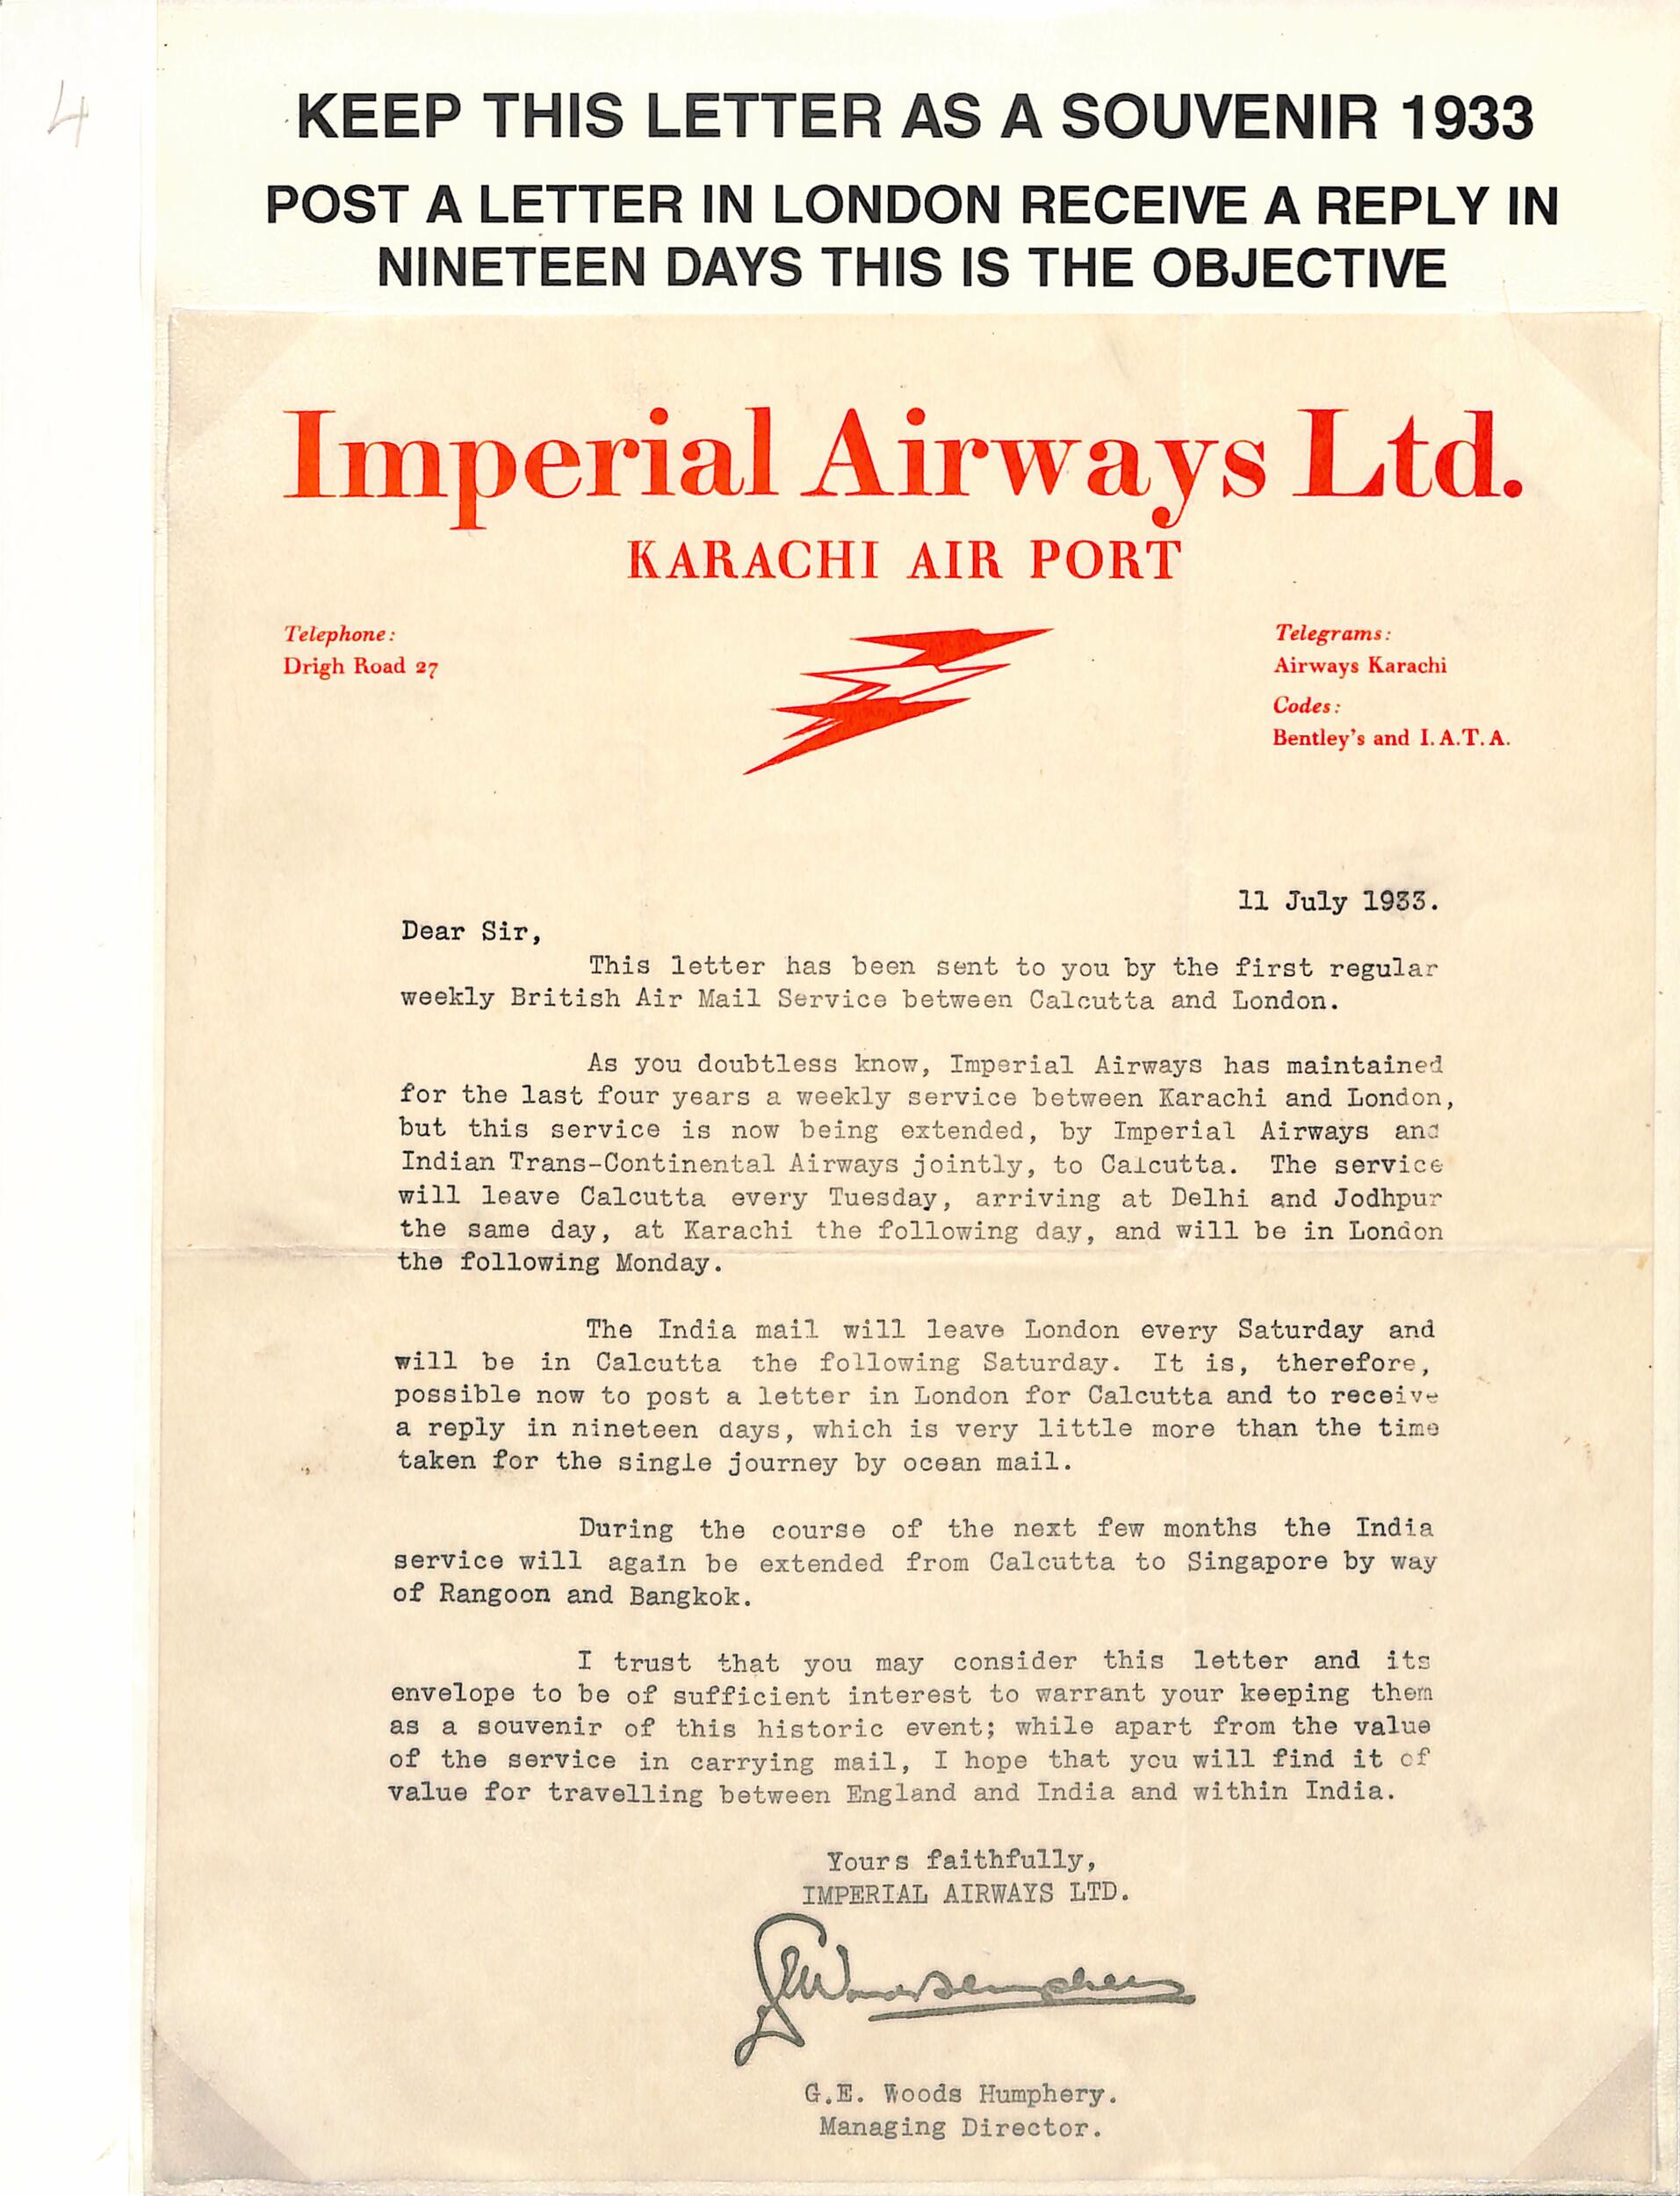 4
KEEP THIS LETTER AS A SOUVENIR 1933
POST A LETTER IN LONDON RECEIVE A REPLY IN
NINETEEN DAYS THIS IS THE OBJECTIVE
Imperial Airways Ltd.
KARACHI AIR PORT
Telephone:
Drigh Road 27
Telegrams:
Airways Karachi
Codes:
Bentley's and I.A.T.A.
11 July 1933.
Dear Sir,
This letter has been sent to you by the first regular
weekly British Air Mail Service between Calcutta and London.
As you doubtless know, Imperial Airways has maintained
for the last four years a weekly service between Karachi and London,
but this service is now being extended, by Imperial Airways and
Indian Trans-Continental Airways jointly, to Calcutta. The service
will leave Calcutta every Tuesday, arriving at Delhi and Jodhpur
the same day, at Karachi the following day, and will be in London
the following Monday.
The India mail will leave London every Saturday and
will be in Calcutta the following Saturday. It is, therefore,
possible now to post a letter in London for Calcutta and to receive
a reply in nineteen days, which is very little more than the time
taken for the single journey by ocean mail.
During the course of the next few months the India
service will again be extended from Calcutta to Singapore by way
of Rangoon and Bangkok.
I trust that you may consider this letter and its
envelope to be of sufficient interest to warrant your keeping them
as a souvenir of this historic event; while apart from the value
of the service in carrying mail, I hope that you will find it of
value for travelling between England and India and within India.
Yours faithfully,
IMPERIAL AIRWAYS LTD.
GEWoodsHumphery
G.E. Woods Humphery.
Managing Director.